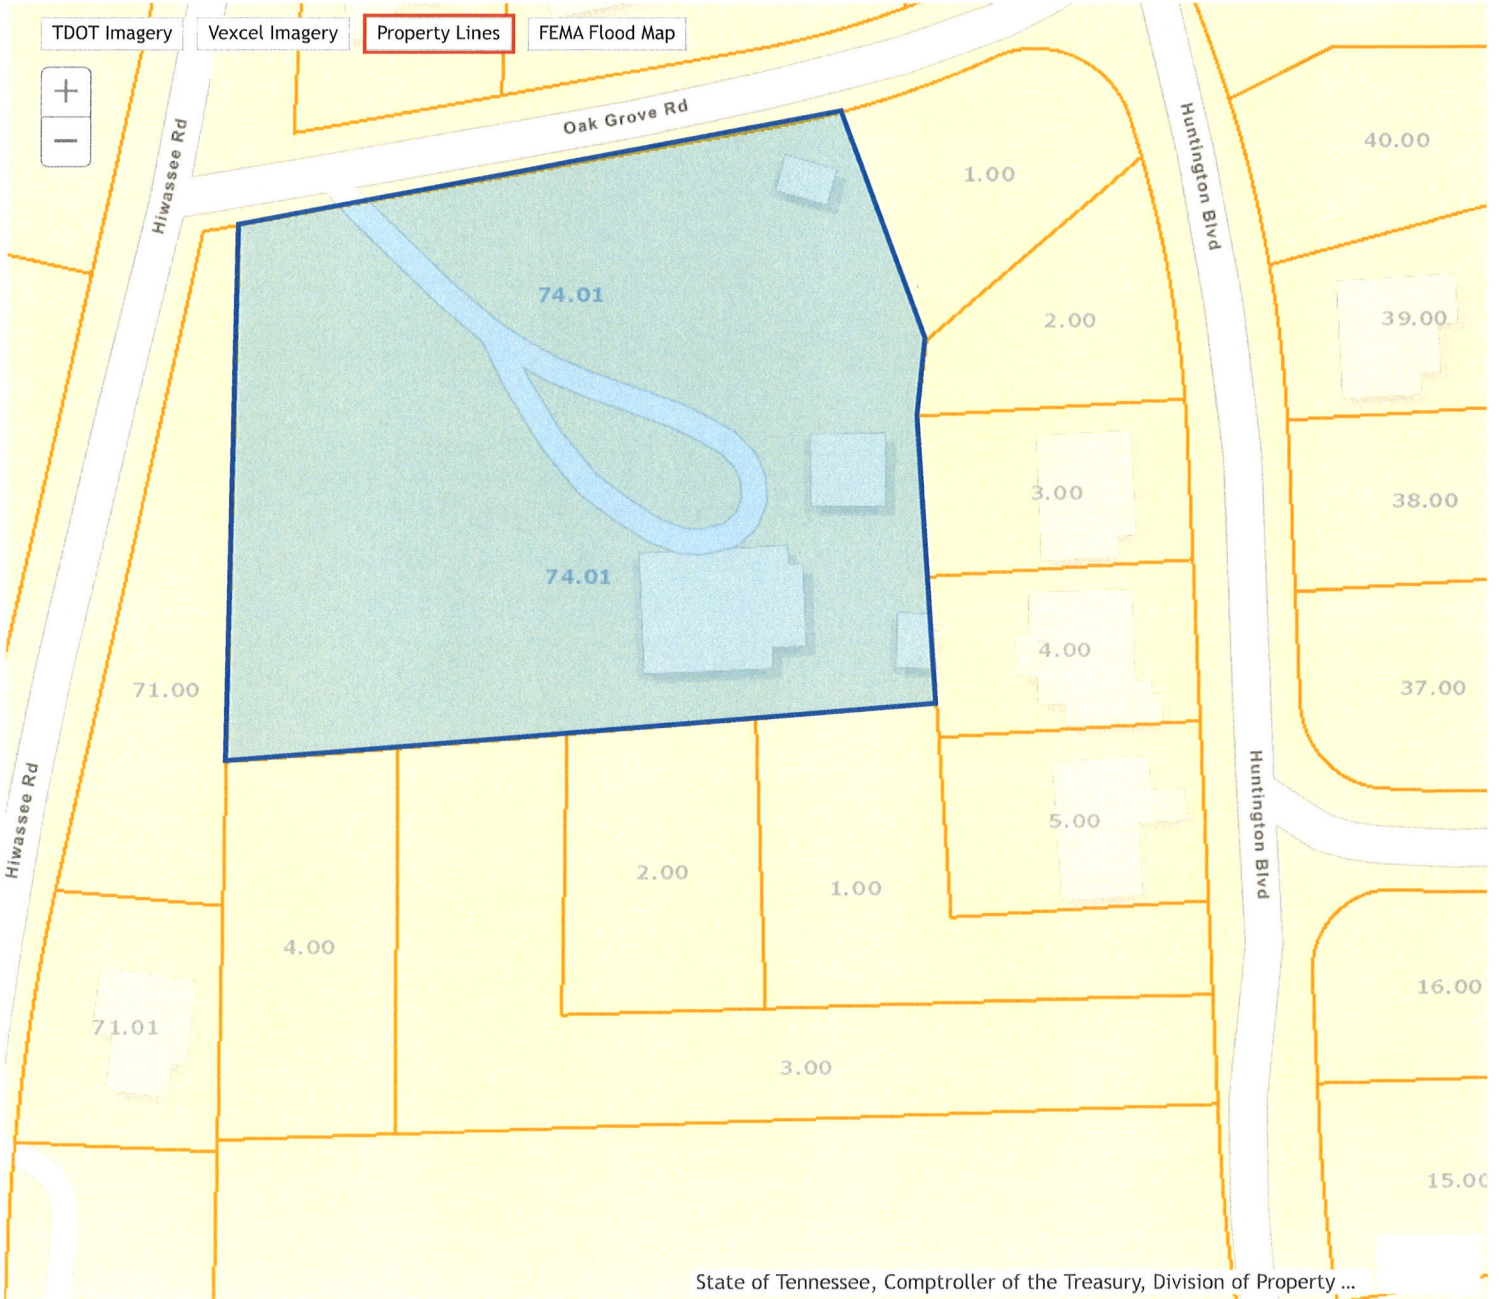 TDOT Imagery
Vexcel Imagery
Property Lines
FEMA Flood Map
+
−
Oak Grove Rd
Hiwassee Rd
Huntington Blvd
40.00
1.00
74.01
2.00
39.00
3.00
38.00
74.01
4.00
71.00
37.00
Hiwassee Rd
Huntington Blvd
5.00
2.00
1.00
4.00
16.00
71.01
3.00
15.00
State of Tennessee, Comptroller of the Treasury, Division of Property ...